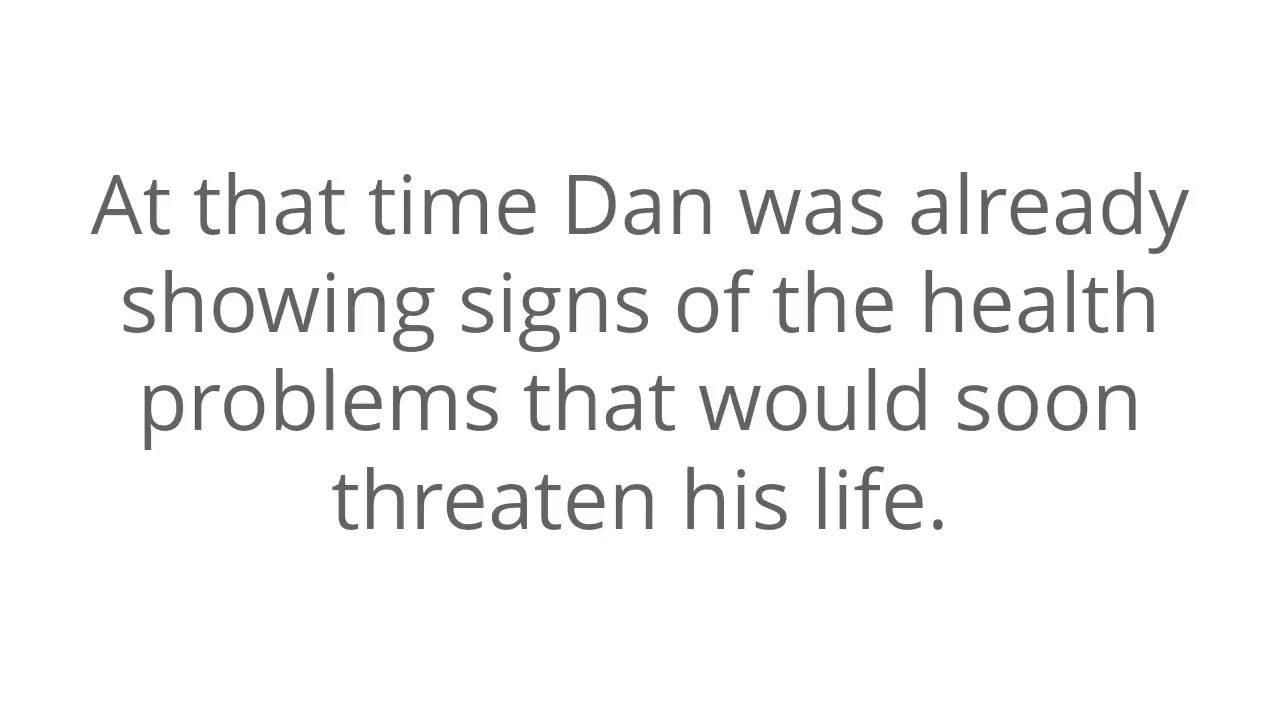 At that time Dan was already
showing signs of the health
problems that would soon
threaten his life.